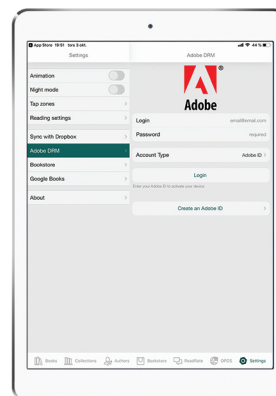 App Store 19:51 tors 3 okt.
44 %
Settings
Adobe DRM
Animation
Night mode
Tap zones
Reading settings
Sync with Dropbox
Adobe DRM
Bookstore
Google Books
About
Adobe
Login
email@email.com
Password
required
Account Type
Adobe ID
Login
Enter your Adobe ID to activate your device.
Create an Adobe ID
Books
Collections
Authors
Bookstore
ReadRate
OPDS
Settings